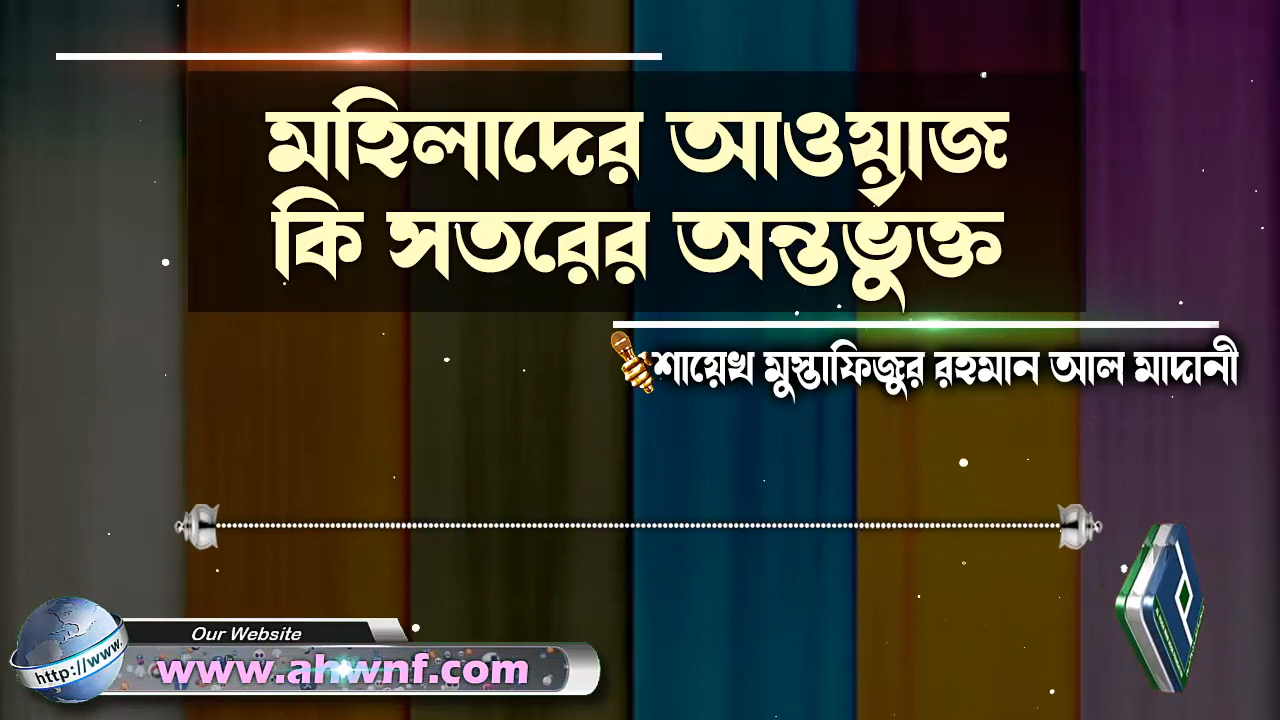 মহিলাদের আওয়াজ
কি সতরের অন্তর্ভুক্ত
শায়েখ মুস্তাফিজুর রহমান আল মাদানী
Our Website
http://www.
www.ahwnf.com